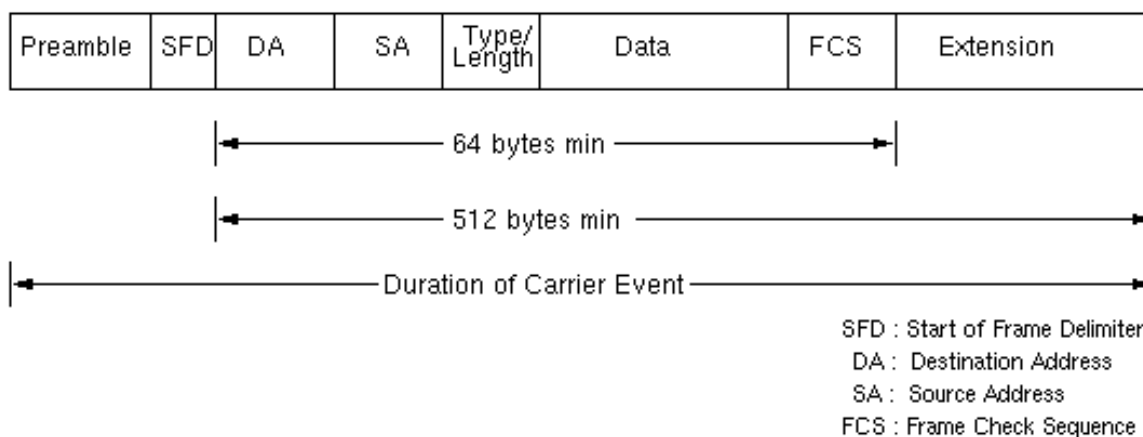 Preamble SFD DA SA Type/ Length Data FCS Extension
64 bytes min
512 bytes min
Duration of Carrier Event
SFD : Start of Frame Delimiter
DA : Destination Address
SA : Source Address
FCS : Frame Check Sequence